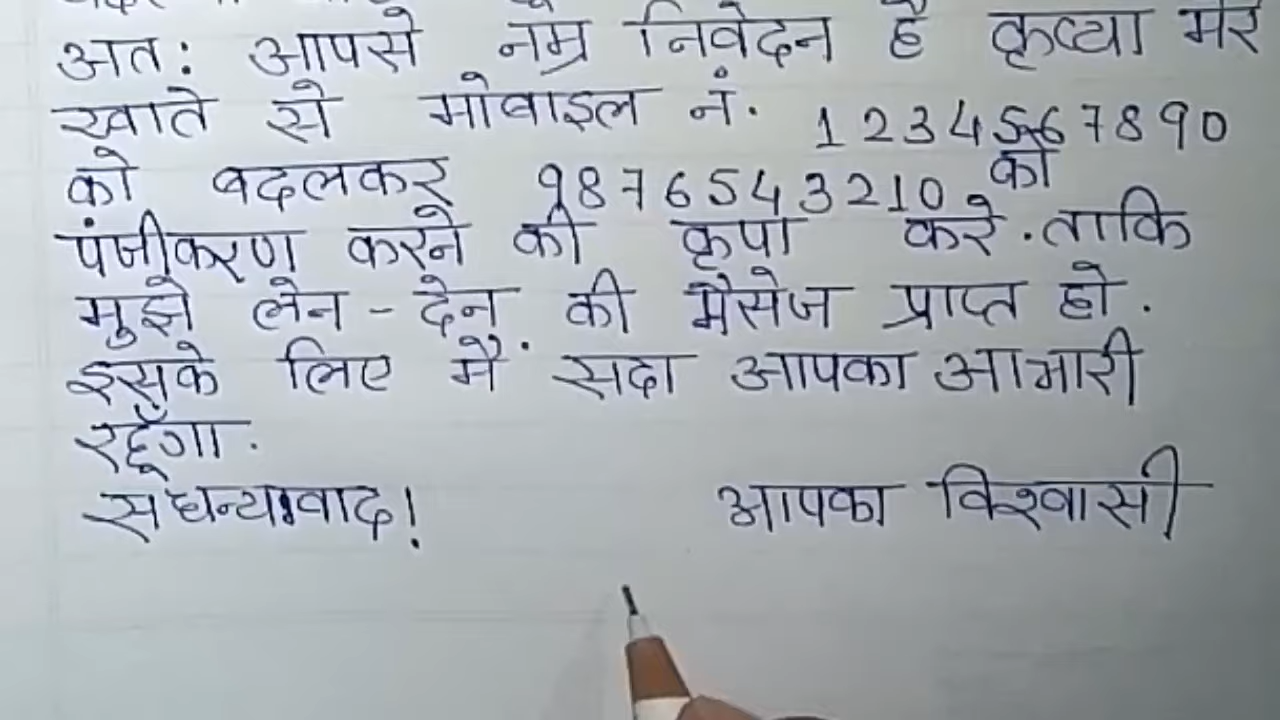 अत: आपसे नम्र निवेदन है कृप्या मेरे
खाते से मोबाइल नं. 1234567890
को बदलकर 9876543210 को
पंजीकरण करने की कृपा करे. ताकि
मुझे लेन-देन की मैसेज प्राप्त हो.
इसके लिए मैं सदा आपका आभारी
रहूँगा.
सधन्यवाद! आपका विश्वासी